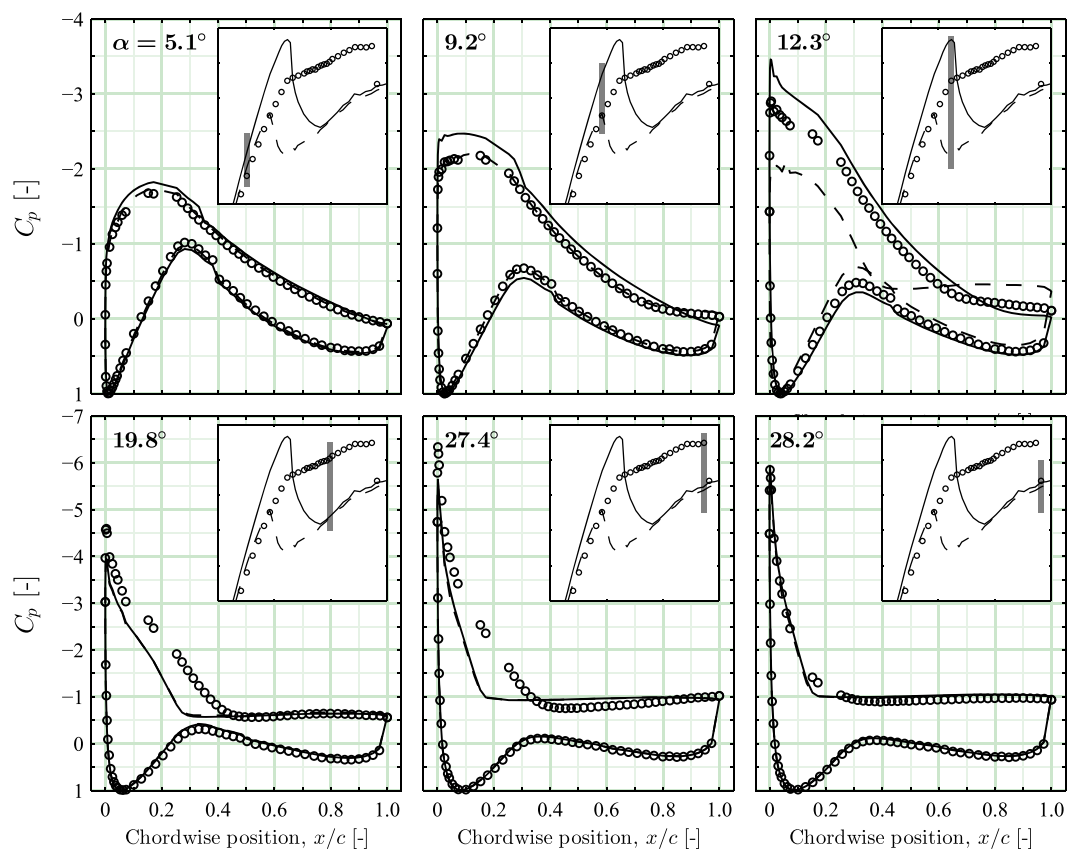 −4
−3
−2
−1
0
1
C_p [-]
α = 5.1°
9.2°
12.3°
−7
−6
−5
−4
−3
−2
−1
0
1
C_p [-]
19.8°
27.4°
28.2°
0 0.2 0.4 0.6 0.8 1.0
0 0.2 0.4 0.6 0.8 1.0
0 0.2 0.4 0.6 0.8 1.0
Chordwise position, x/c [-]
Chordwise position, x/c [-]
Chordwise position, x/c [-]